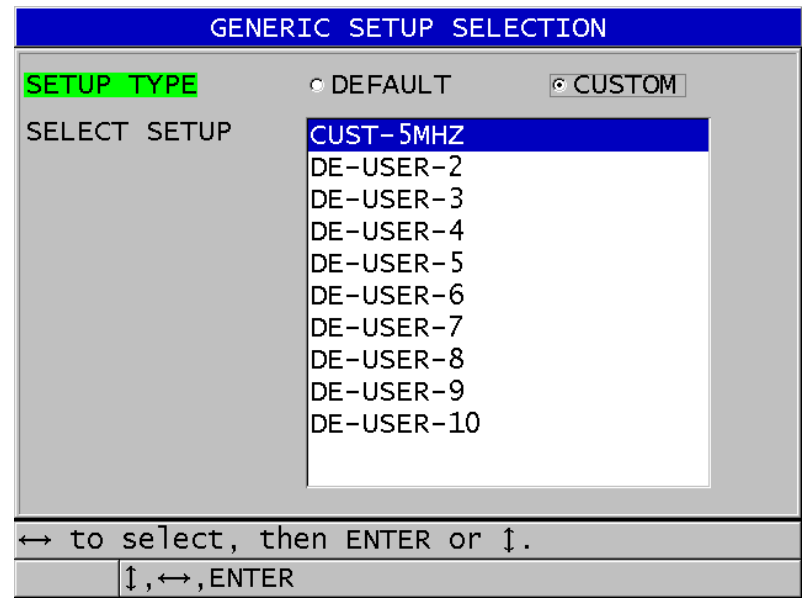 GENERIC SETUP SELECTION
SETUP TYPE DEFAULT CUSTOM
SELECT SETUP CUST-5MHZ
DE-USER-2
DE-USER-3
DE-USER-4
DE-USER-5
DE-USER-6
DE-USER-7
DE-USER-8
DE-USER-9
DE-USER-10
↔ to select, then ENTER or ↕.
↕,↔,ENTER